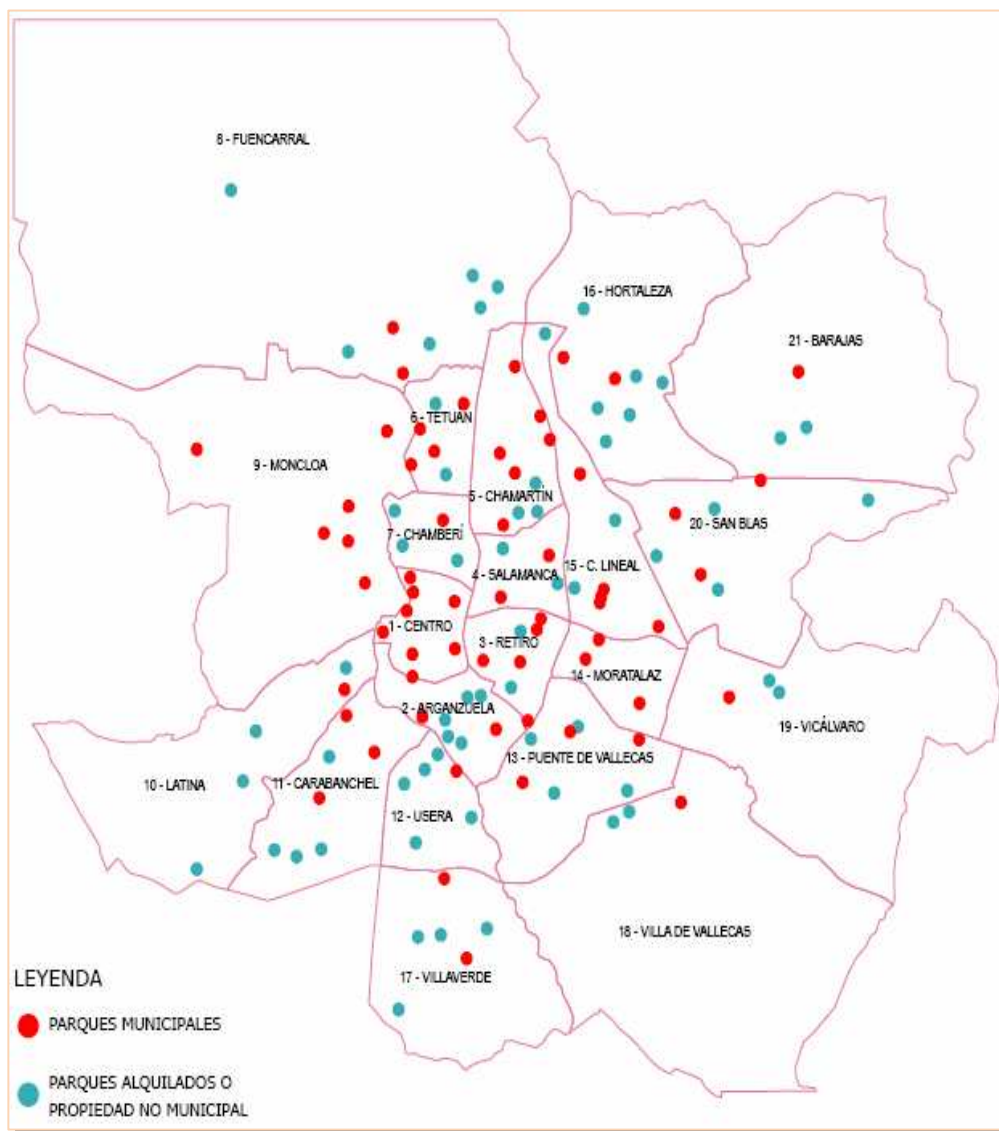 8 - FUENCARRAL
16 - HORTALEZA
21 - BARAJAS
6 - TETUAN
9 - MONCLOA
5 - CHAMARTÍN
20 - SAN BLAS
7 - CHAMBERÍ
4 - SALAMANCA
15 - C. LINEAL
1 - CENTRO
3 - RETIRO
14 - MORATALAZ
2 - ARGANZUELA
19 - VICÁLVARO
13 - PUENTE DE VALLECAS
10 - LATINA
11 - CARABANCHEL
12 - USERA
18 - VILLA DE VALLECAS
17 - VILLAVERDE
LEYENDA
PARQUES MUNICIPALES
PARQUES ALQUILADOS O
PROPIEDAD NO MUNICIPAL